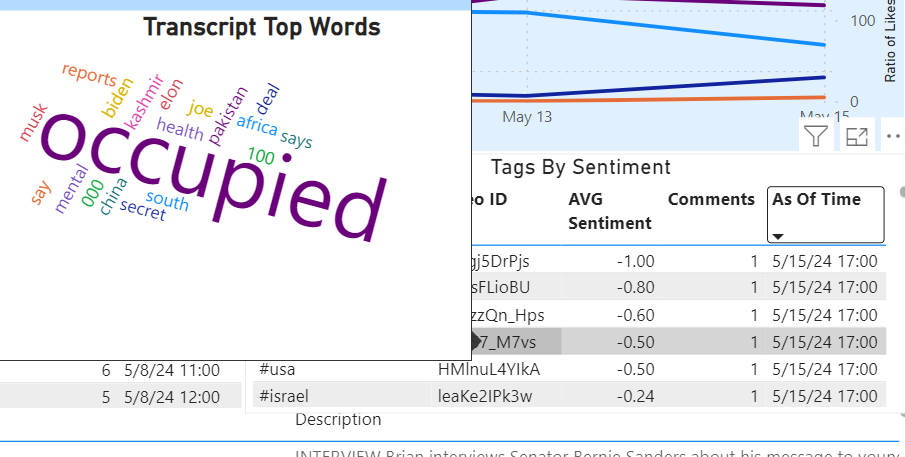 Transcript Top Words
reports
biden
kashmir
elon
joe
pakistan
deal
musk
health
africa
says
occupied
100
say
mental
000
china
secret
south
100
0
Ratio of Likes
May 13
May 15
Tags By Sentiment
eo ID AVG Sentiment Comments As Of Time
gj5DrPjs -1.00 1 5/15/24 17:00
sFLioBU -0.80 1 5/15/24 17:00
zzQn_Hps -0.60 1 5/15/24 17:00
7_M7vs -0.50 1 5/15/24 17:00
6 5/8/24 11:00 #usa HMlnuL4YIkA -0.50 1 5/15/24 17:00
5 5/8/24 12:00 #israel leaKe2IPk3w -0.24 1 5/15/24 17:00
Description
INTERVIEW Brian interviews Senator Bernie Sanders about his message to